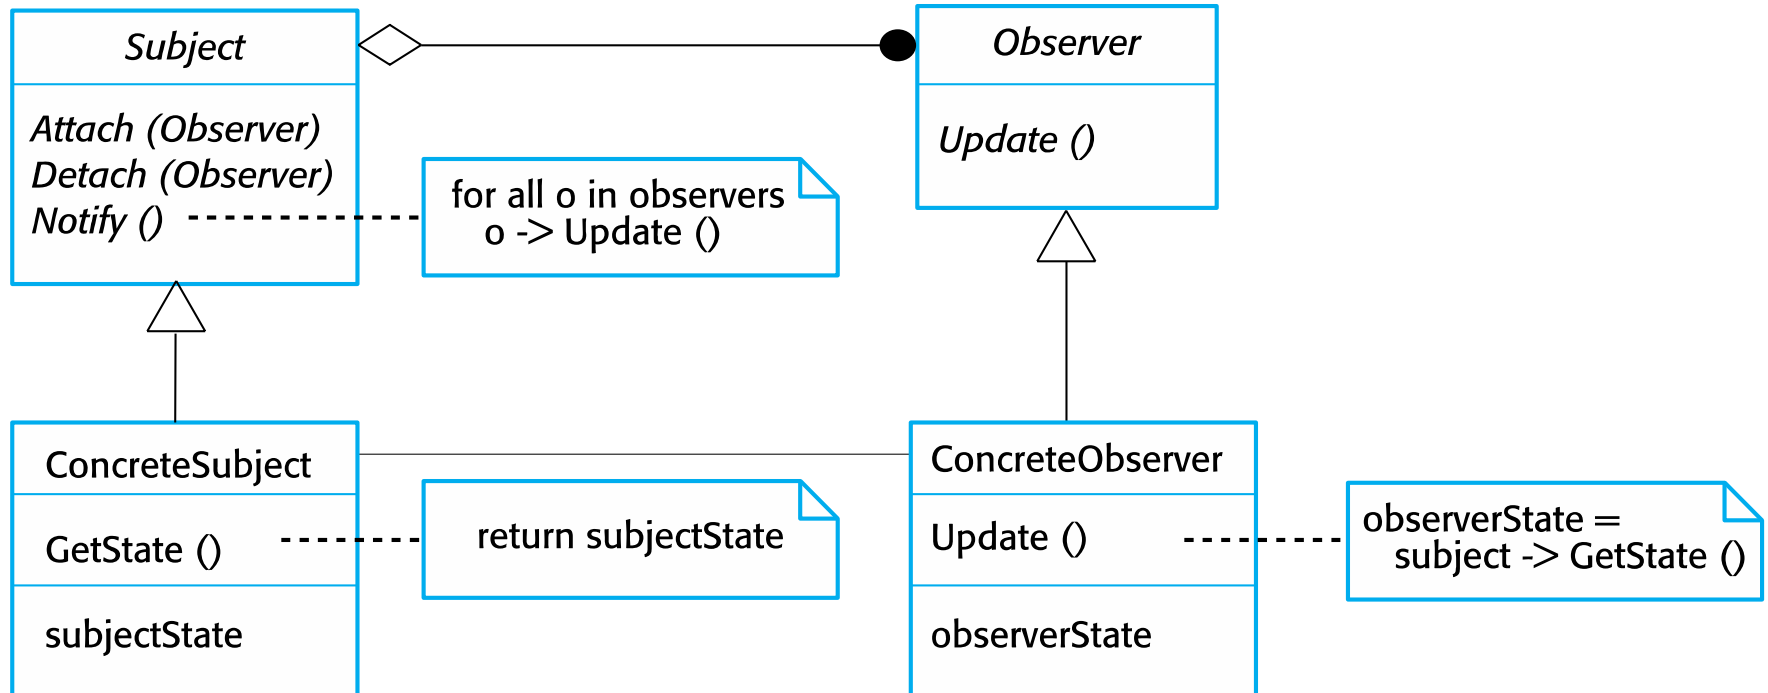 Subject
Attach (Observer)
Detach (Observer)
Notify ()
for all o in observers
o -> Update ()
Observer
Update ()
ConcreteSubject
GetState ()
subjectState
return subjectState
ConcreteObserver
Update ()
observerState
observerState =
subject -> GetState ()